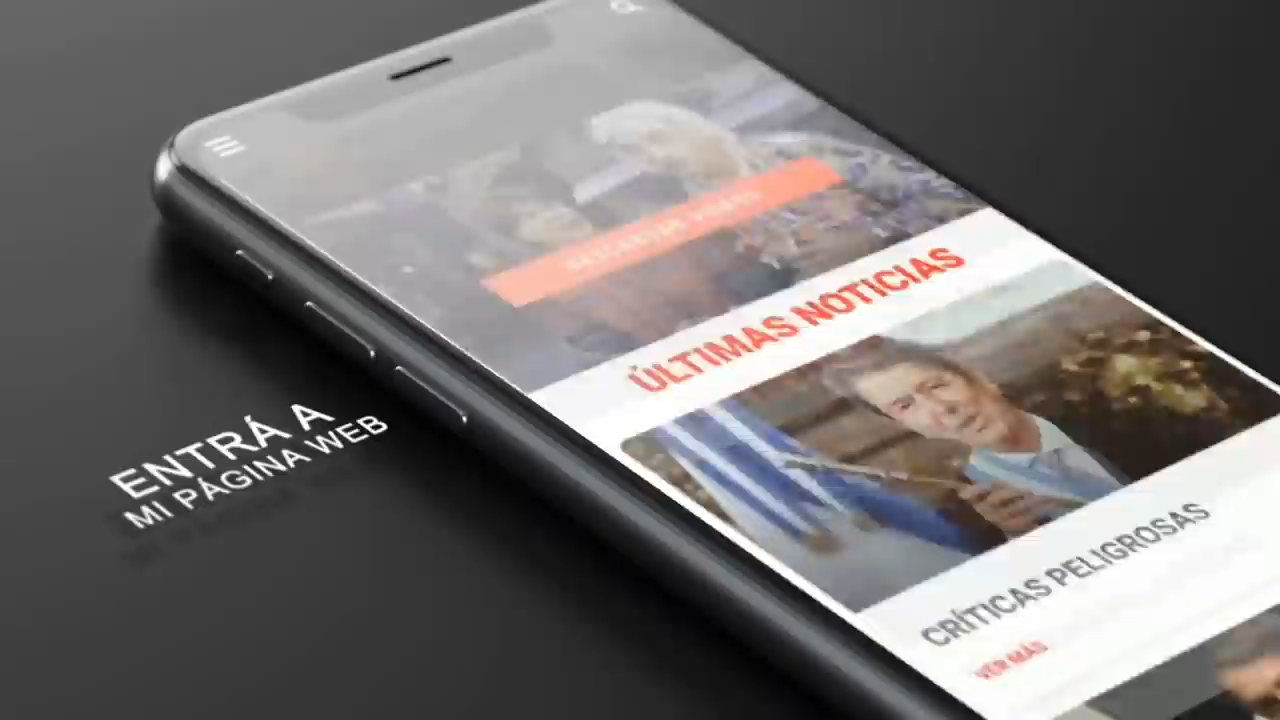 ENTRÁ A
MI PÁGINA WEB
ÚLTIMAS NOTICIAS
CRÍTICAS PELIGROSAS
VER MÁS